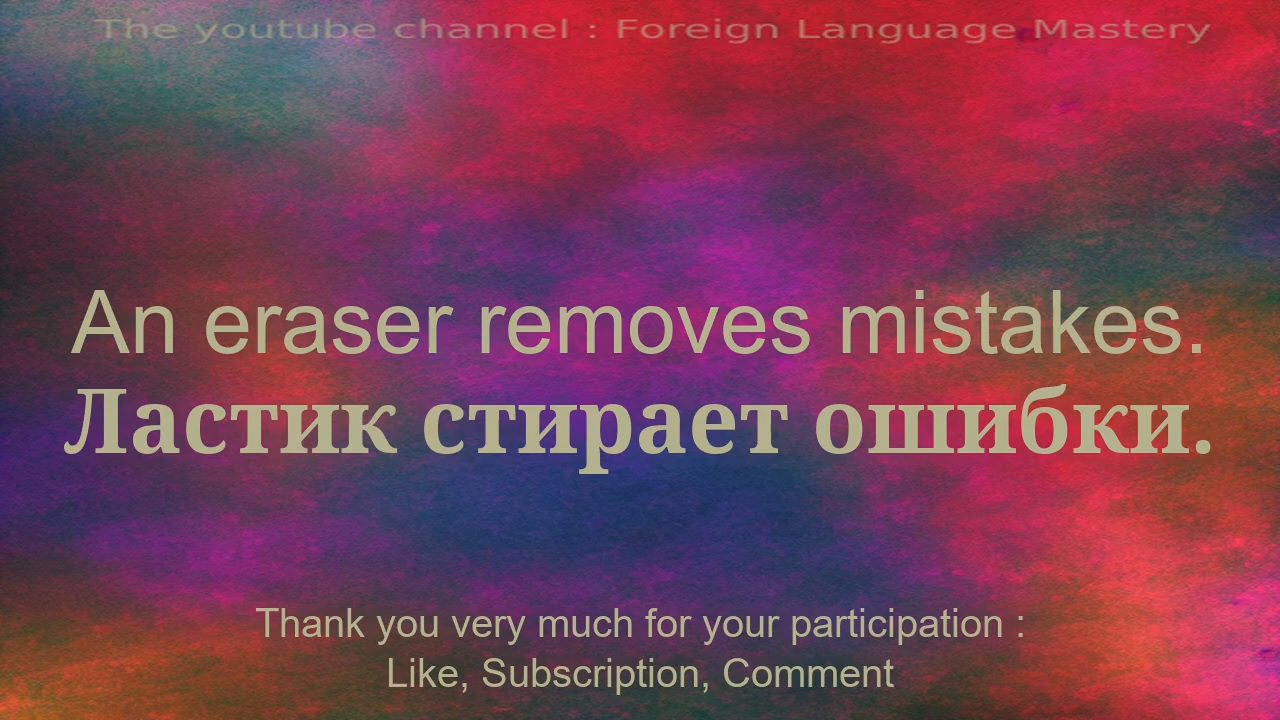 The youtube channel : Foreign Language Mastery
An eraser removes mistakes.
Ластик стирает ошибки.
Thank you very much for your participation :
Like, Subscription, Comment